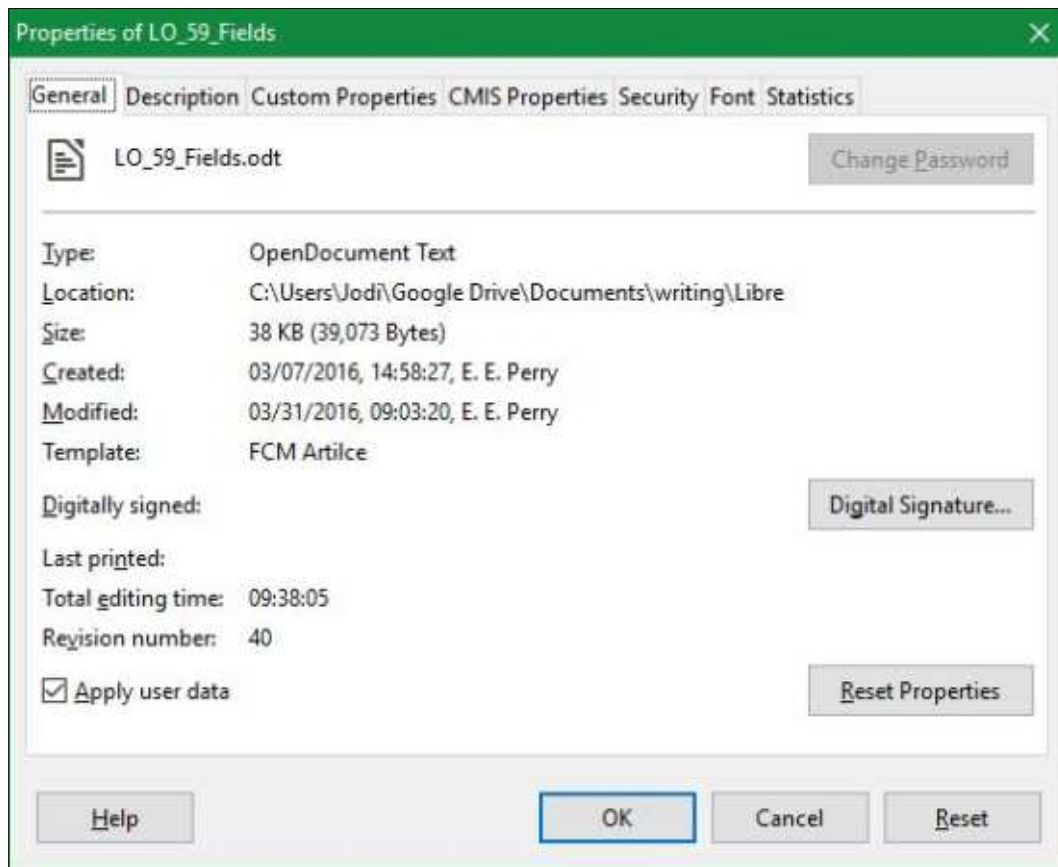 Properties of LO_59_Fields
General Description Custom Properties CMIS Properties Security Font Statistics
LO_59_Fields.odt Change Password
Type: OpenDocument Text
Location: C:\Users\Jodi\Google Drive\Documents\writing\Libre
Size: 38 KB (39,073 Bytes)
Created: 03/07/2016, 14:58:27, E. E. Perry
Modified: 03/31/2016, 09:03:20, E. E. Perry
Template: FCM Artilce
Digitally signed: Digital Signature...
Last printed:
Total editing time: 09:38:05
Revision number: 40
Apply user data Reset Properties
Help OK Cancel Reset